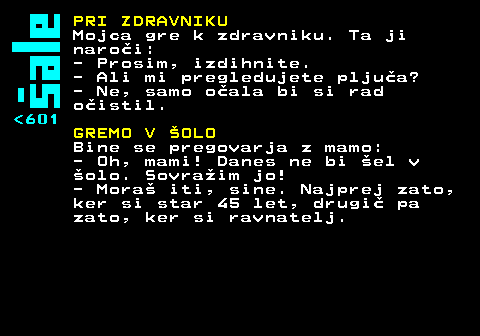 šale
<601
PRI ZDRAVNIKU
Mojca gre k zdravniku. Ta ji
naroči:
- Prosim, izdihnite.
- Ali mi pregledujete pljuča?
- Ne, samo očala bi si rad
očistil.
GREMO V ŠOLO
Bine se pregovarja z mamo:
- Oh, mami! Danes ne bi šel v
šolo. Sovražim jo!
- Moraš iti, sine. Najprej zato,
ker si star 45 let, drugič pa
zato, ker si ravnatelj.